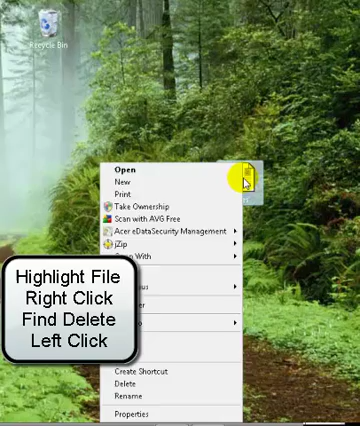 Recycle Bin
Open
New
Print
Take Ownership
Scan with AVG Free
Acer eDataSecurity Management
jZip
With
Highlight File
Right Click
Find Delete
Left Click
Create Shortcut
Delete
Rename
Properties